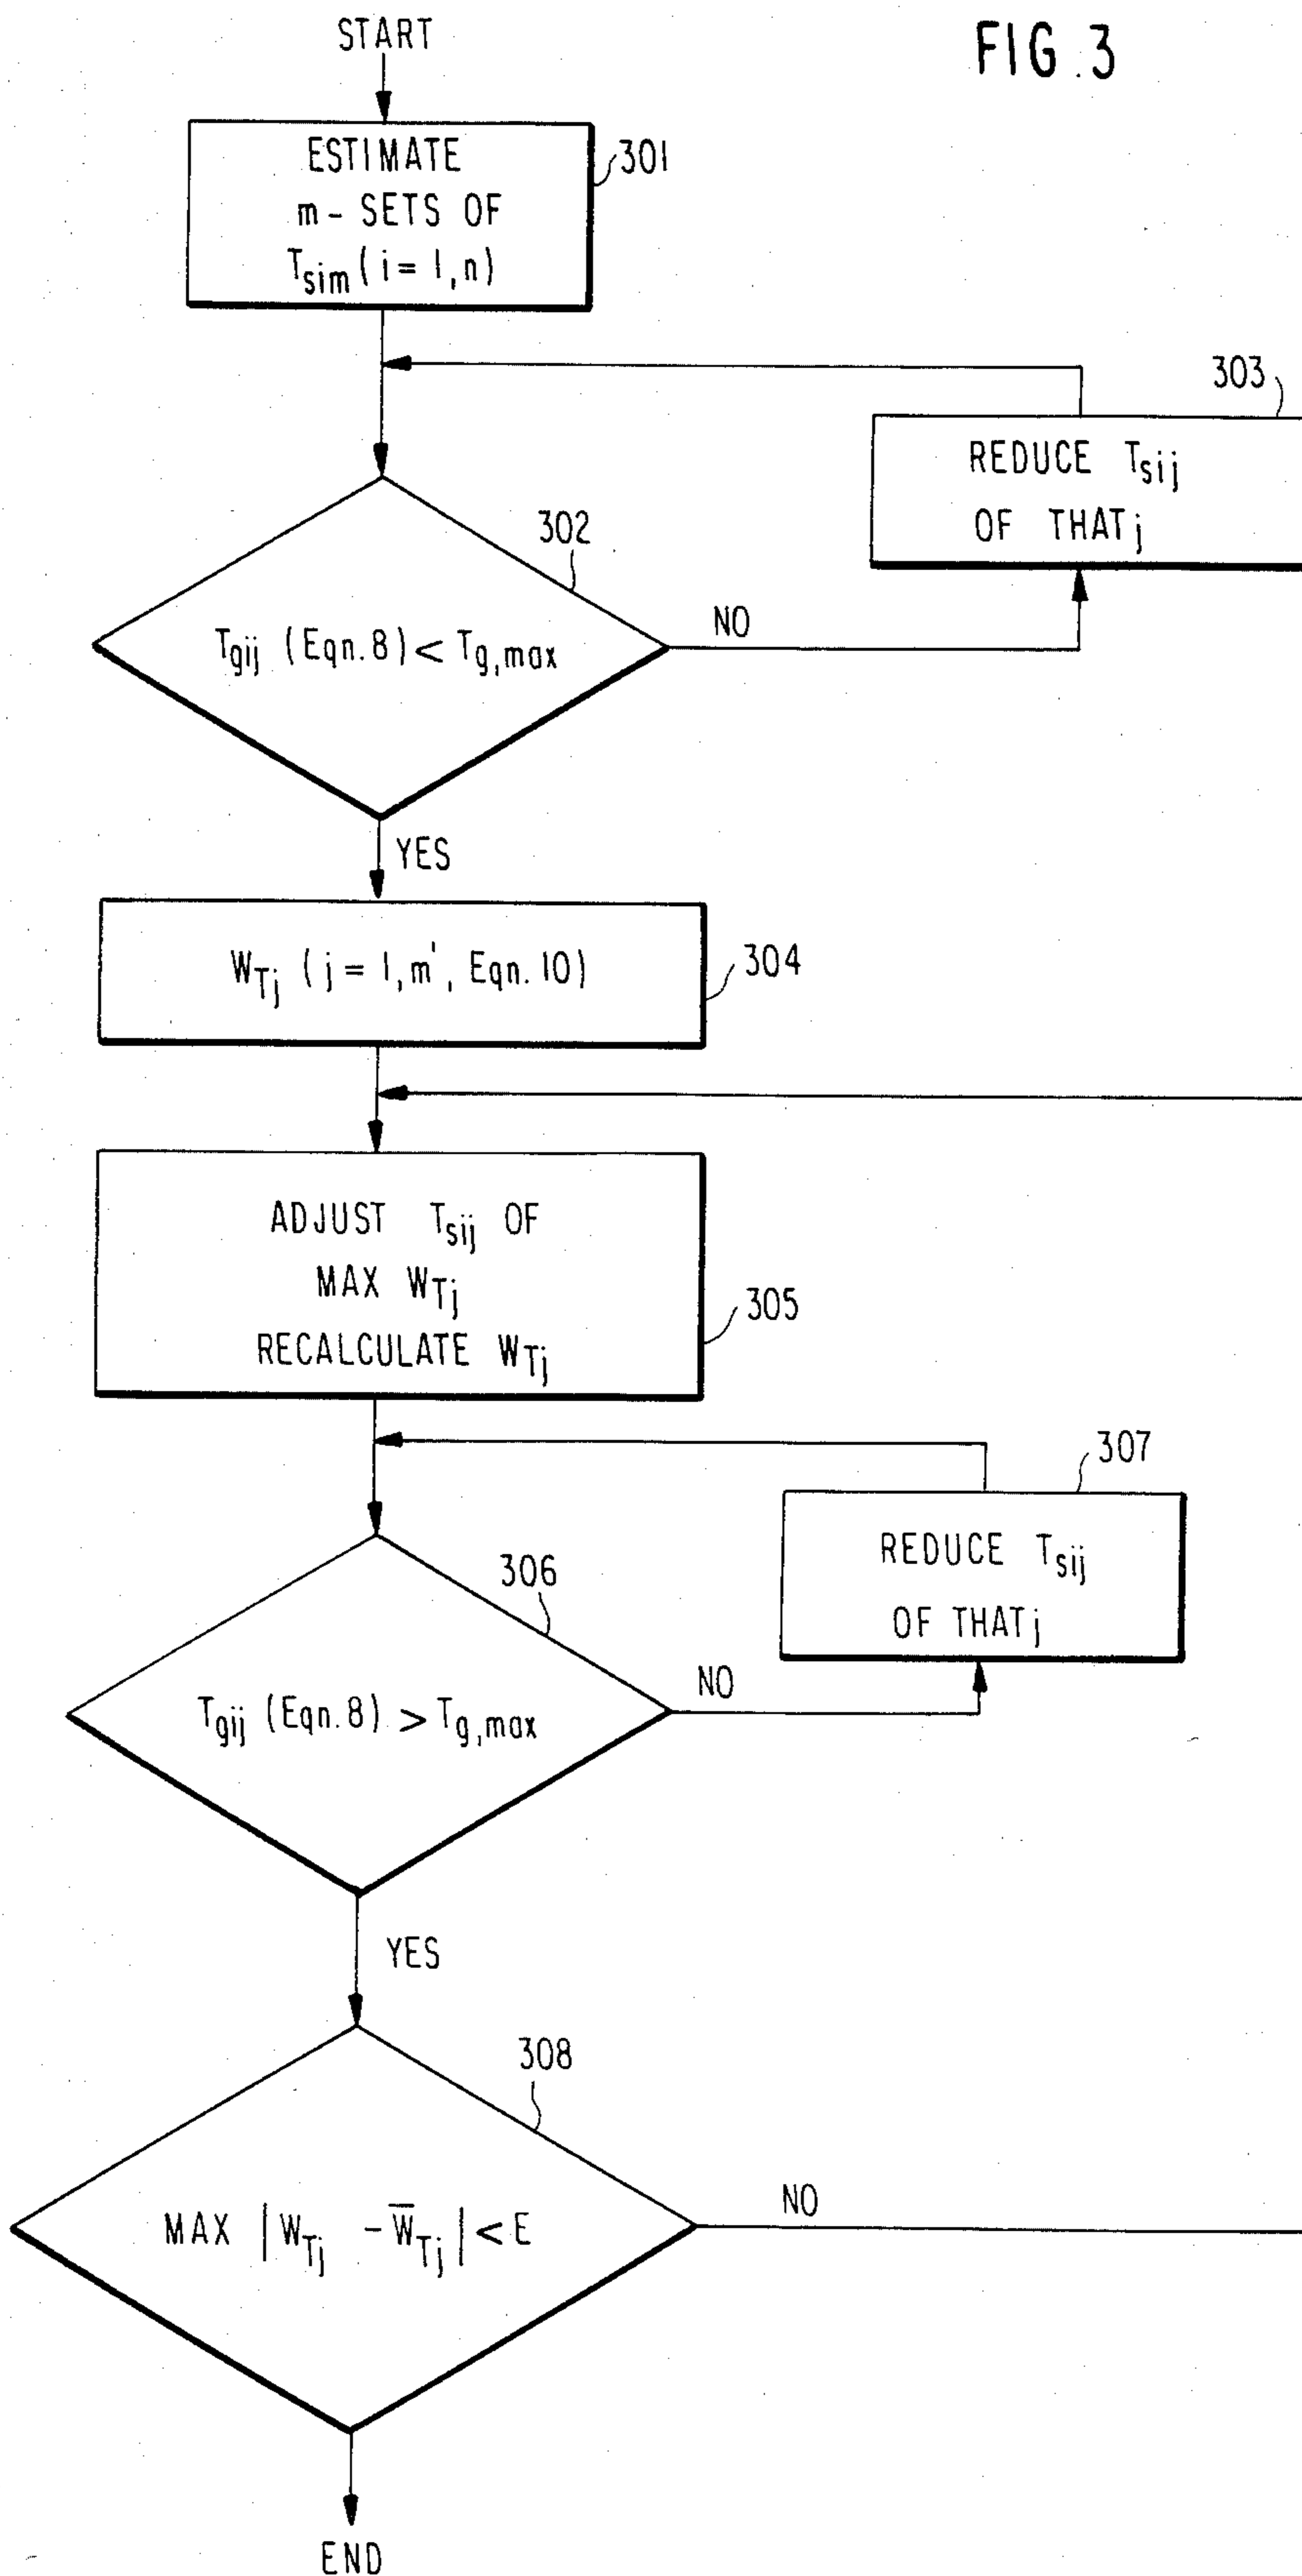 START
FIG.3
ESTIMATE
m - SETS OF
Tsim (i = 1,n)
301
303
REDUCE Tsij
OF THAT j
302
Tgij (Eqn.8) < Tg,max
NO
YES
WTj (j = 1,m', Eqn.10)
304
ADJUST Tsij OF
MAX WTj
RECALCULATE WTj
305
307
REDUCE Tsij
OF THAT j
306
Tgij (Eqn.8) > Tg,max
NO
YES
308
MAX |WTj - W̅Tj| < E
NO
END